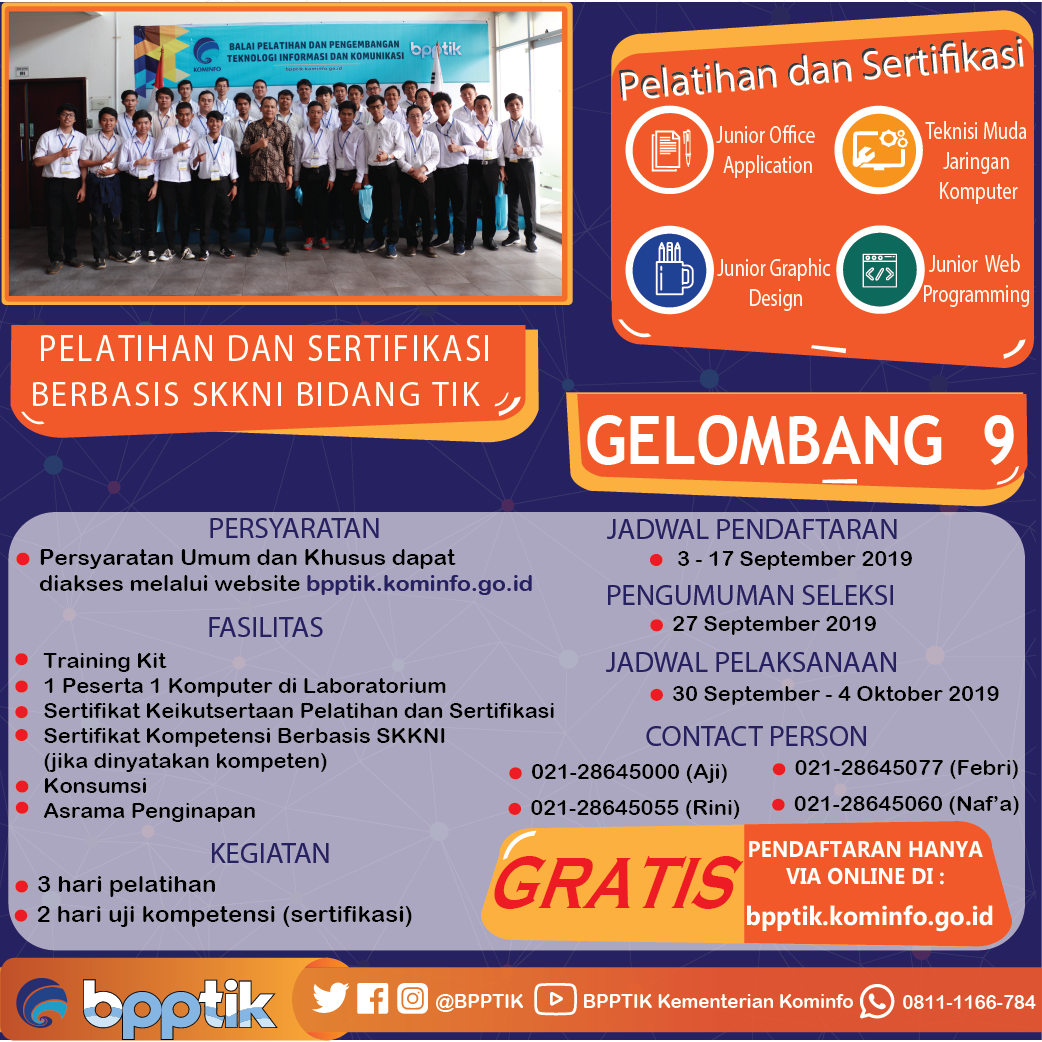 KOMINFO
BALAI PELATIHAN DAN PENGEMBANGAN
TEKNOLOGI INFORMASI DAN KOMUNIKASI
bpptik.kominfo.go.id
bpptik
Pelatihan dan Sertifikasi
Junior Office
Application
Teknisi Muda
Jaringan
Komputer
Junior Graphic
Design
Junior Web
Programming
PELATIHAN DAN SERTIFIKASI
BERBASIS SKKNI BIDANG TIK
GELOMBANG 9
PERSYARATAN
Persyaratan Umum dan Khusus dapat
diakses melalui website bpptik.kominfo.go.id
FASILITAS
Training Kit
1 Peserta 1 Komputer di Laboratorium
Sertifikat Keikutsertaan Pelatihan dan Sertifikasi
Sertifikat Kompetensi Berbasis SKKNI
(jika dinyatakan kompeten)
Konsumsi
Asrama Penginapan
KEGIATAN
3 hari pelatihan
2 hari uji kompetensi (sertifikasi)
JADWAL PENDAFTARAN
3 - 17 September 2019
PENGUMUMAN SELEKSI
27 September 2019
JADWAL PELAKSANAAN
30 September - 4 Oktober 2019
CONTACT PERSON
021-28645000 (Aji)
021-28645077 (Febri)
021-28645055 (Rini)
021-28645060 (Naf'a)
GRATIS
PENDAFTARAN HANYA
VIA ONLINE DI :
bpptik.kominfo.go.id
bpptik
@BPPTIK
BPPTIK Kementerian Kominfo
0811-1166-784